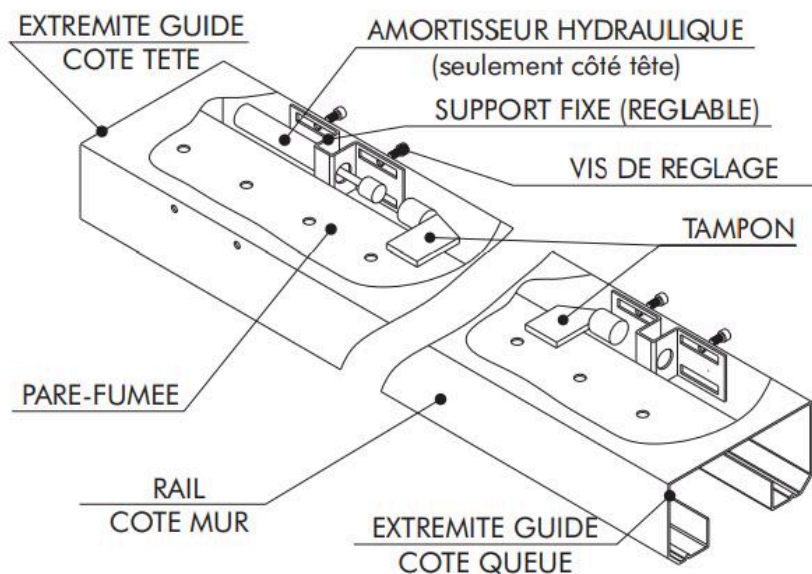 EXTREMITE GUIDE
COTE TETE
AMORTISSEUR HYDRAULIQUE
(seulement côté tête)
SUPPORT FIXE (REGLABLE)
VIS DE REGLAGE
TAMPON
PARE-FUMEE
RAIL
COTE MUR
EXTREMITE GUIDE
COTE QUEUE